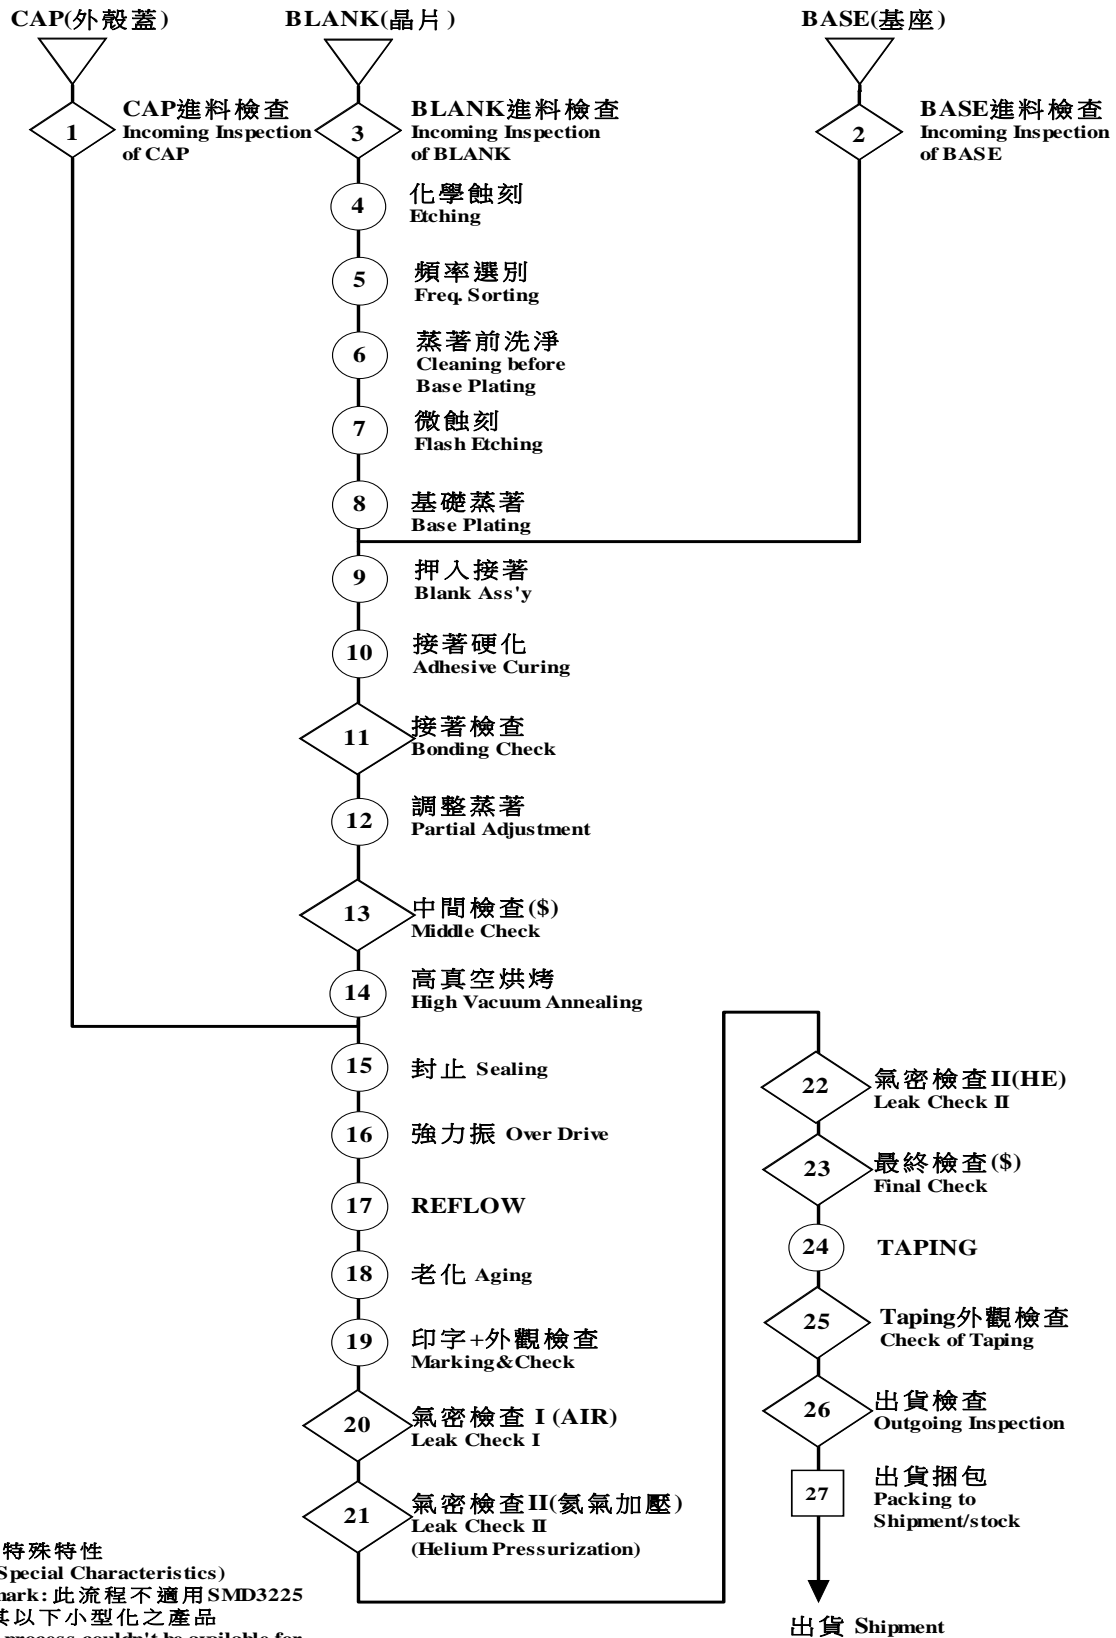 CAP(外殼蓋)
1
CAP進料檢查
Incoming Inspection
of CAP
BLANK(晶片)
3
BLANK進料檢查
Incoming Inspection
of BLANK
BASE(基座)
2
BASE進料檢查
Incoming Inspection
of BASE
4
化學蝕刻
Etching
5
頻率選別
Freq. Sorting
6
蒸著前洗淨
Cleaning before
Base Plating
7
微蝕刻
Flash Etching
8
基礎蒸著
Base Plating
9
押入接著
Blank Ass'y
10
接著硬化
Adhesive Curing
11
接著檢查
Bonding Check
12
調整蒸著
Partial Adjustment
13
中間檢查($)
Middle Check
14
高真空烘烤
High Vacuum Annealing
15
封止 Sealing
16
強力振 Over Drive
17
REFLOW
18
老化 Aging
19
印字+外觀檢查
Marking&Check
20
氣密檢查 I (AIR)
Leak Check I
21
氣密檢查II(氦氣加壓)
Leak Check II
(Helium Pressurization)
22
氣密檢查II(HE)
Leak Check II
23
最終檢查($)
Final Check
24
TAPING
25
Taping外觀檢查
Check of Taping
26
出貨檢查
Outgoing Inspection
27
出貨捆包
Packing to
Shipment/stock
出貨 Shipment
特殊特性
Special Characteristics)
mark: 此流程不適用SMD3225
其以下小型化之產品
process couldn't be available for